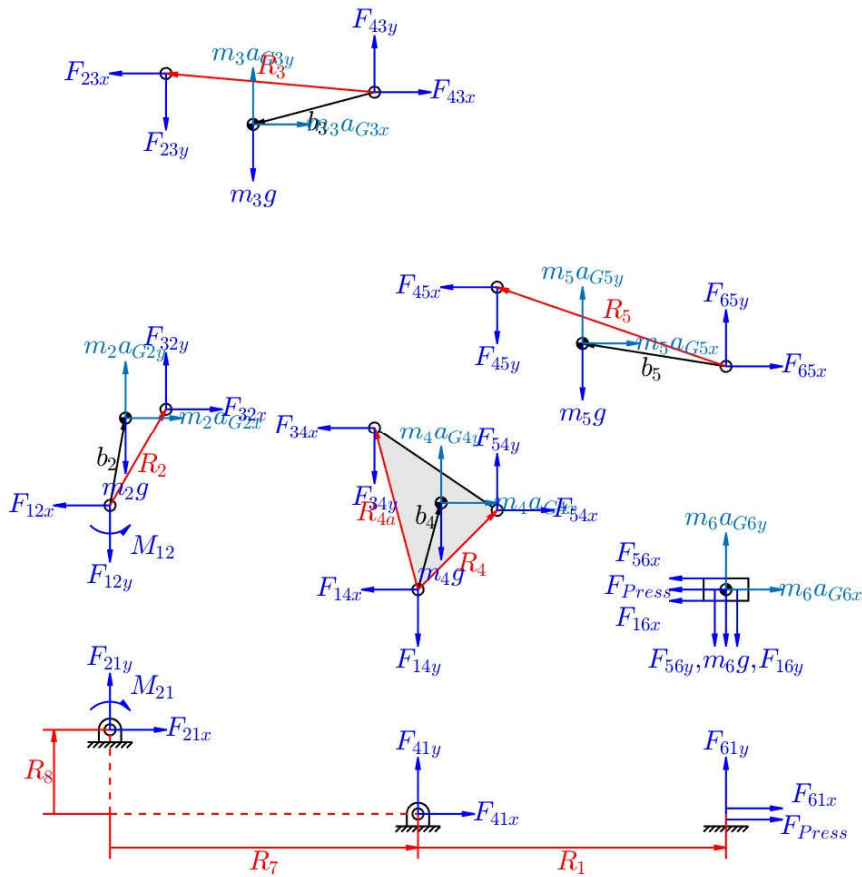 F43y
m3aG3y
R3
F23x
F43x
b3
m3aG3x
F23y
m3g
m5aG5y
F45x
F65y
R5
F32y
m2aG2y
m5aG5x
F45y
b5
F65x
m5g
F32x
m2aG2x
F34x
m4aG4y
F54y
b2
R2
m2g
F34y
F12x
R4a
b4
m4aG4x
F54x
M12
m6aG6y
F12y
F56x
m4g
R4
F14x
FPress
m6aG6x
F16x
F21y
F14y
F56y,m6g,F16y
M21
F21x
F41y
F61y
R8
F61x
F41x
FPress
R7
R1